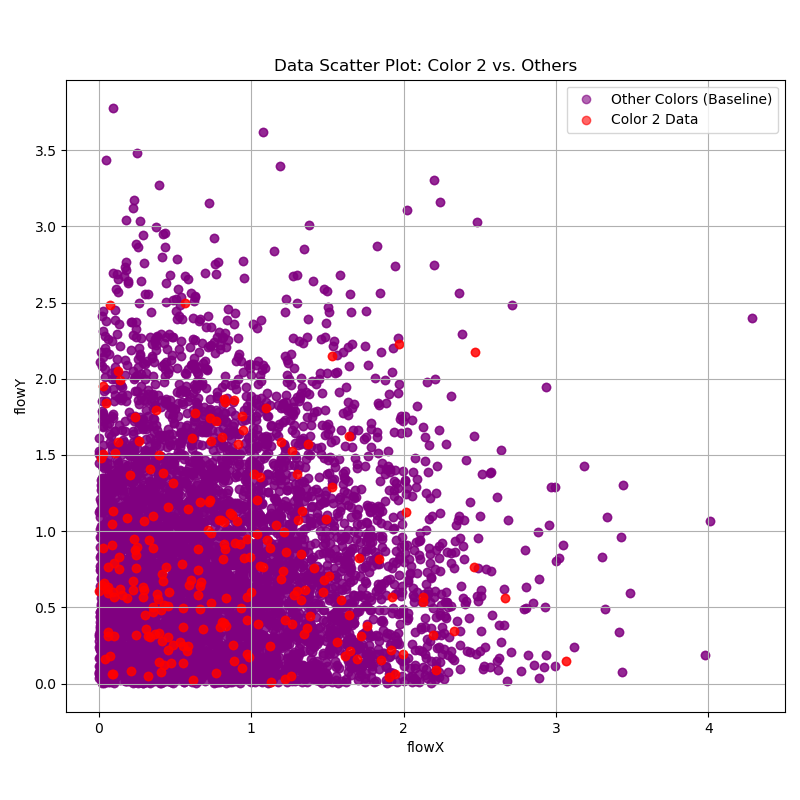 Data Scatter Plot: Color 2 vs. Others
Other Colors (Baseline)
Color 2 Data
flowY
3.5
3.0
2.5
2.0
1.5
1.0
0.5
0.0
0 1 2 3 4
flowX